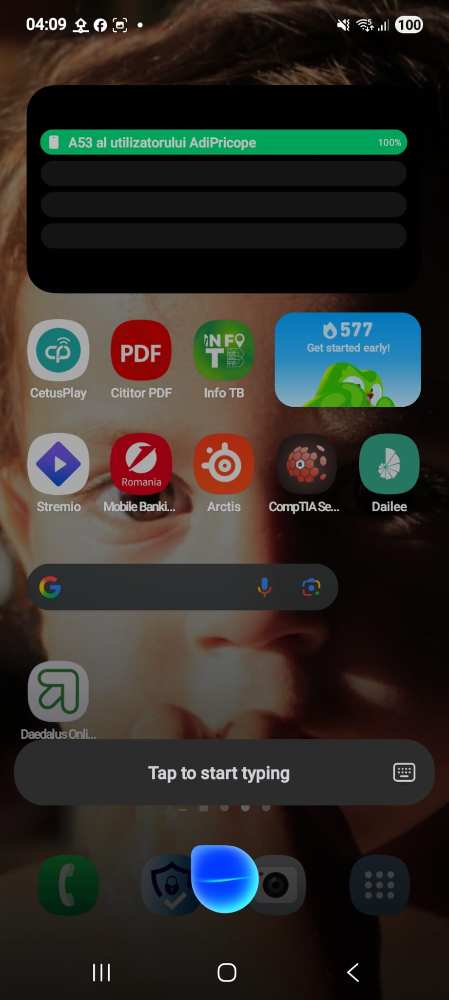 04:09
100
A53 al utilizatorului AdiPricope 100%
577
Get started early!
PDF
INFO
TB
CetusPlay
Cititor PDF
Info TB
Romania
Stremio
Mobile Banki...
Arctis
CompTIA Se...
Dailee
Daedalus Onli...
Tap to start typing